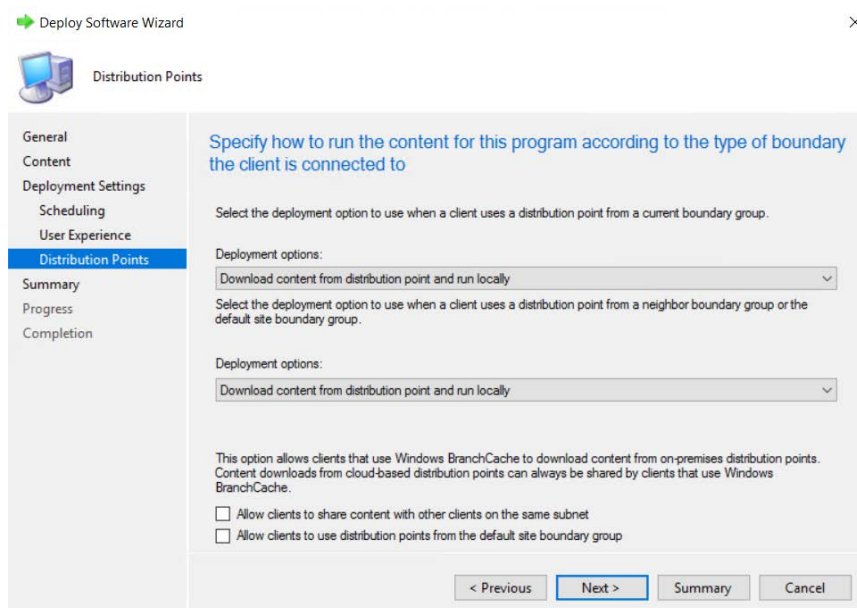 Deploy Software Wizard
Distribution Points
General
Content
Deployment Settings
Scheduling
User Experience
Distribution Points
Summary
Progress
Completion
Specify how to run the content for this program according to the type of boundary
the client is connected to
Select the deployment option to use when a client uses a distribution point from a current boundary group.
Deployment options:
Download content from distribution point and run locally
Select the deployment option to use when a client uses a distribution point from a neighbor boundary group or the
default site boundary group.
Deployment options:
Download content from distribution point and run locally
This option allows clients that use Windows BranchCache to download content from on-premises distribution points.
Content downloads from cloud-based distribution points can always be shared by clients that use Windows
BranchCache.
Allow clients to share content with other clients on the same subnet
Allow clients to use distribution points from the default site boundary group
< Previous
Next >
Summary
Cancel